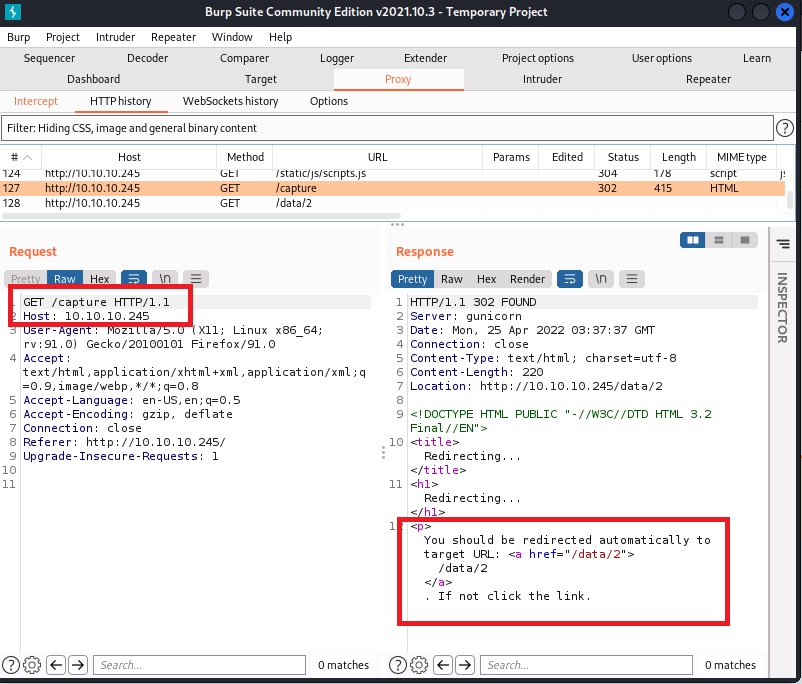 Burp Suite Community Edition v2021.10.3 - Temporary Project
Burp Project Intruder Repeater Window Help
Sequencer Decoder Comparer Logger Extender Project options User options Learn
Dashboard Target Proxy Intruder Repeater
Intercept HTTP history WebSockets history Options
Filter: Hiding CSS, image and general binary content ?
# Host Method URL Params Edited Status Length MIME type
124 http://10.10.10.245 GET /static/js/scripts.js 304 178 script
127 http://10.10.10.245 GET /capture 302 415 HTML
128 http://10.10.10.245 GET /data/2
Request
Pretty Raw Hex \n
1 GET /capture HTTP/1.1
2 Host: 10.10.10.245
3 User-Agent: Mozilla/5.0 (X11; Linux x86_64;
rv:91.0) Gecko/20100101 Firefox/91.0
4 Accept:
text/html,application/xhtml+xml,application/xml;q
=0.9,image/webp,*/*;q=0.8
5 Accept-Language: en-US,en;q=0.5
6 Accept-Encoding: gzip, deflate
7 Connection: close
8 Referer: http://10.10.10.245/
9 Upgrade-Insecure-Requests: 1
10
11
Response
Pretty Raw Hex Render \n
1 HTTP/1.1 302 FOUND
2 Server: gunicorn
3 Date: Mon, 25 Apr 2022 03:37:37 GMT
4 Connection: close
5 Content-Type: text/html; charset=utf-8
6 Content-Length: 220
7 Location: http://10.10.10.245/data/2
8
9 <!DOCTYPE HTML PUBLIC "-//W3C//DTD HTML 3.2
Final//EN">
10 <title>
Redirecting...
</title>
11 <h1>
Redirecting...
</h1>
12 <p>
You should be redirected automatically to
target URL: <a href="/data/2">
/data/2
</a>
. If not click the link.
INSPECTOR
? Search... 0 matches
? Search... 0 matches